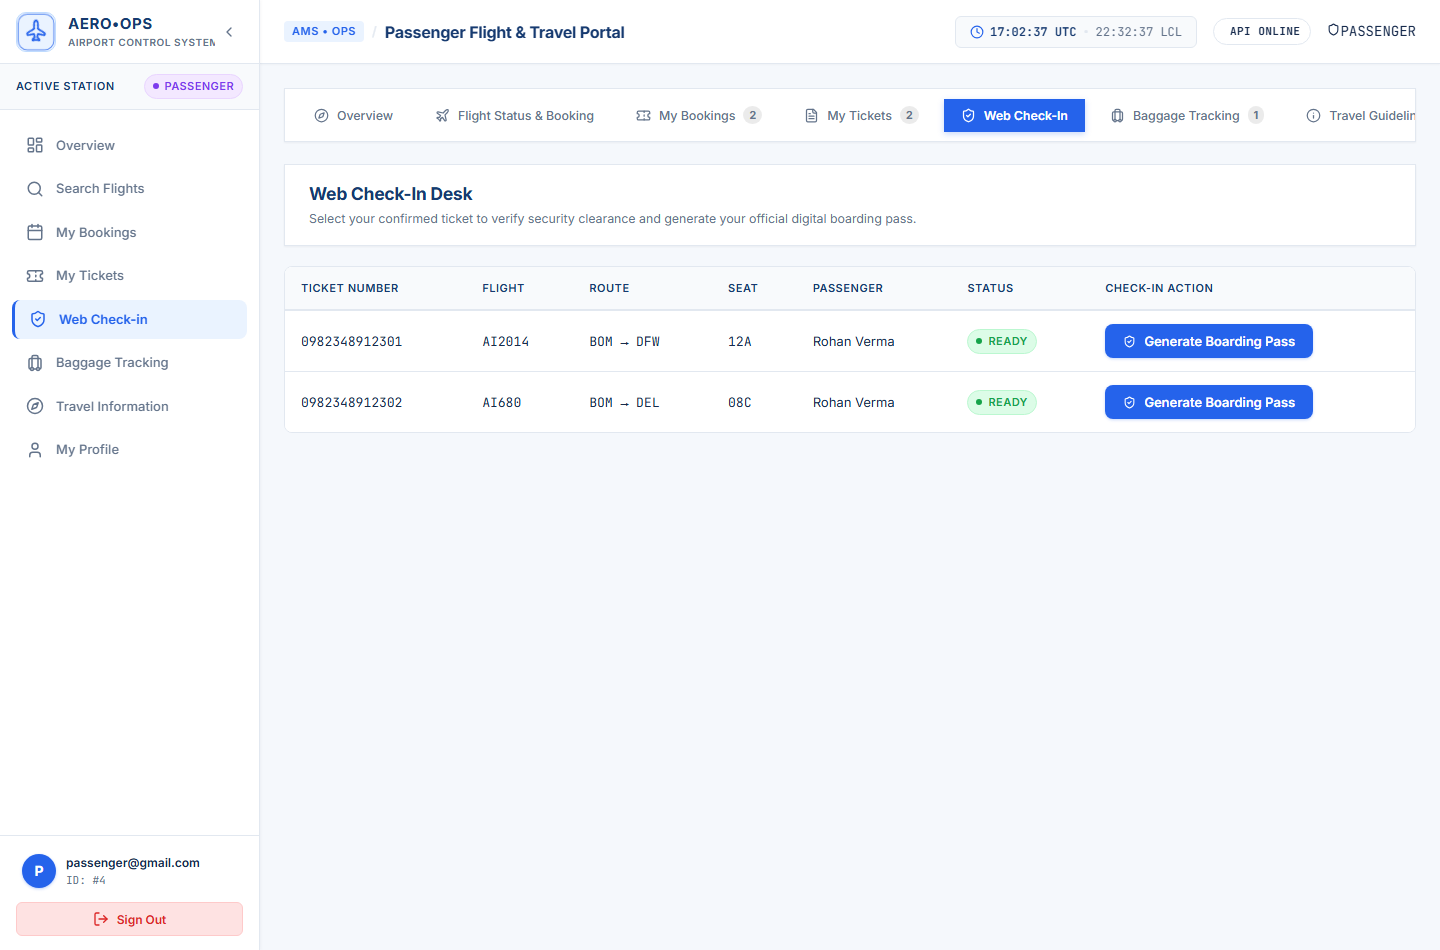 AERO•OPS
AIRPORT CONTROL SYSTEM
ACTIVE STATION
PASSENGER
Overview
Search Flights
My Bookings
My Tickets
Web Check-in
Baggage Tracking
Travel Information
My Profile
P
passenger@gmail.com
ID: #4
Sign Out
AMS • OPS / Passenger Flight & Travel Portal
17:02:37 UTC • 22:32:37 LCL
API ONLINE
PASSENGER
Overview
Flight Status & Booking
My Bookings 2
My Tickets 2
Web Check-In
Baggage Tracking 1
Travel Guidelin
Web Check-In Desk
Select your confirmed ticket to verify security clearance and generate your official digital boarding pass.
TICKET NUMBER FLIGHT ROUTE SEAT PASSENGER STATUS CHECK-IN ACTION
0982348912301 AI2014 BOM → DFW 12A Rohan Verma READY Generate Boarding Pass
0982348912302 AI680 BOM → DEL 08C Rohan Verma READY Generate Boarding Pass